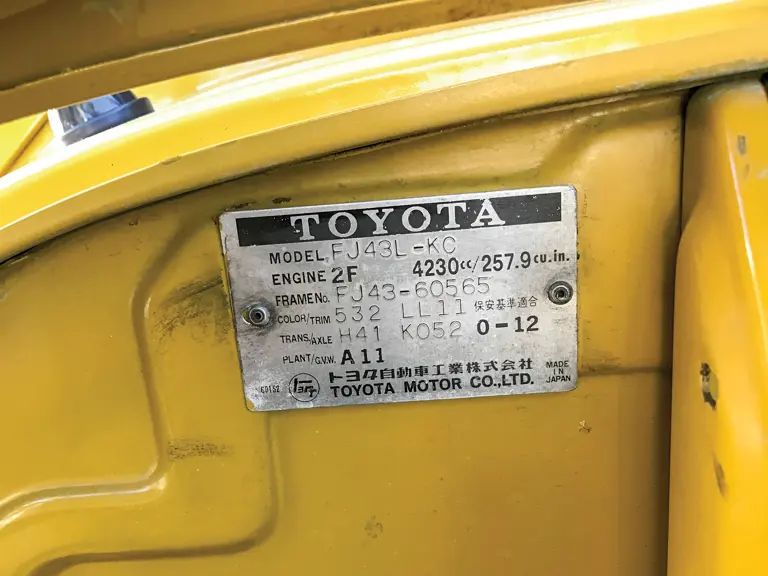 TOYOTA
MODEL FJ43L-KC
ENGINE 2F 4230cc/257.9cu.in.
FRAME No. FJ43-60565
COLOR/TRIM 532 LL11 保安基準適合
TRANS/AXLE H41 K052 0-12
PLANT/G.V.W. A11
トヨタ自動車工業株式会社
TOYOTA MOTOR CO.,LTD.
MADE IN JAPAN